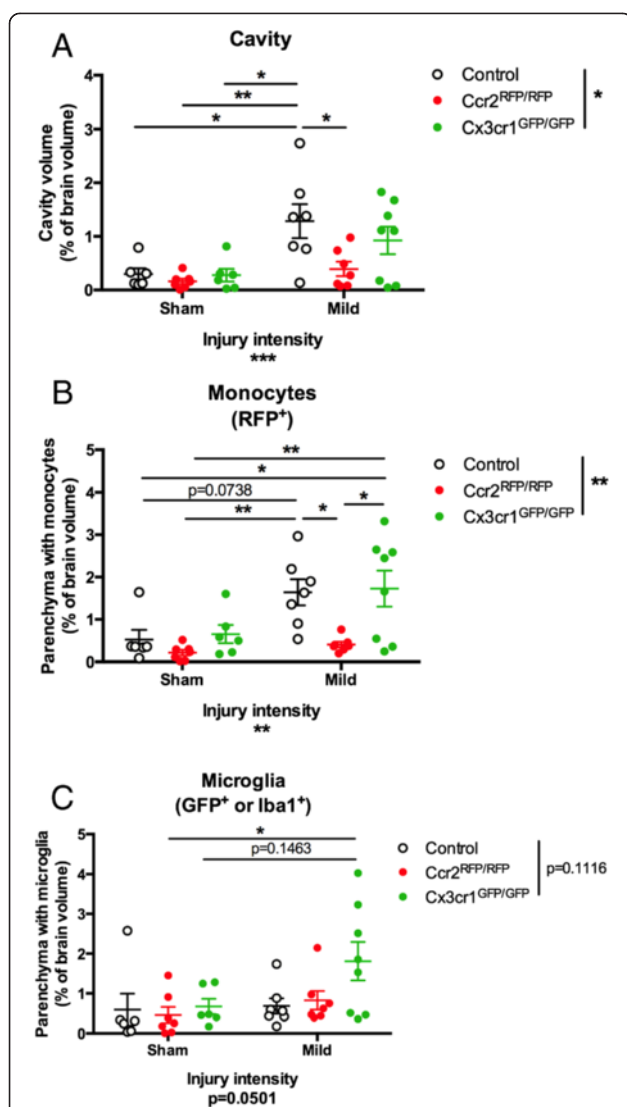 A
Cavity
Cavity volume
(% of brain volume)
4
3
2
1
0
*
**
*
*
Control
Ccr2RFP/RFP
Cx3cr1GFP/GFP
*
Sham
Mild
Injury intensity
***
B
Monocytes
(RFP+)
Parenchyma with monocytes
(% of brain volume)
5
4
3
2
1
0
**
*
p=0.0738
**
*
*
Control
Ccr2RFP/RFP
Cx3cr1GFP/GFP
**
Sham
Mild
Injury intensity
**
C
Microglia
(GFP+ or Iba1+)
Parenchyma with microglia
(% of brain volume)
5
4
3
2
1
0
*
p=0.1463
Control
Ccr2RFP/RFP
Cx3cr1GFP/GFP
p=0.1116
Sham
Mild
Injury intensity
p=0.0501